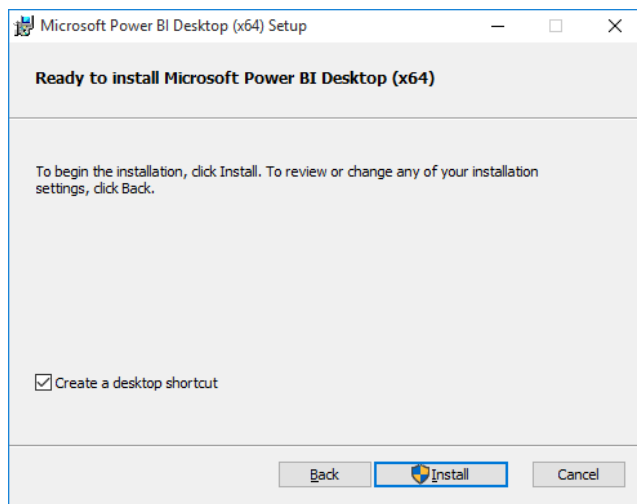 Microsoft Power BI Desktop (x64) Setup
Ready to install Microsoft Power BI Desktop (x64)
To begin the installation, click Install. To review or change any of your installation
settings, click Back.
Create a desktop shortcut
Back
Install
Cancel